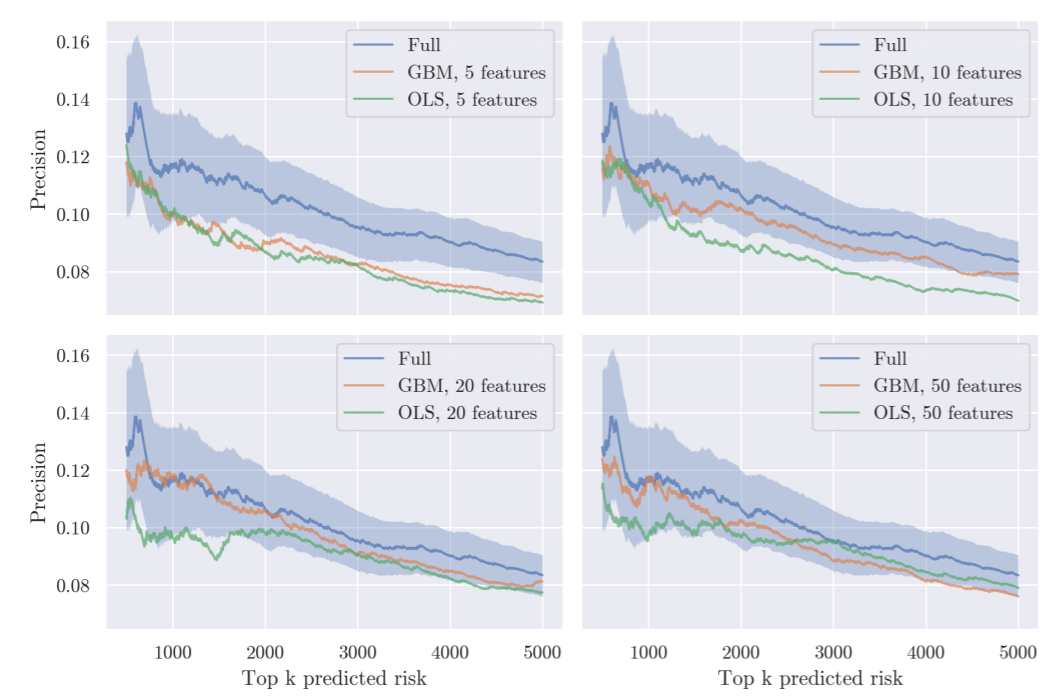 Full
GBM, 5 features
OLS, 5 features
0.16
0.14
0.12
0.10
0.08
Precision
Full
GBM, 10 features
OLS, 10 features
Full
GBM, 20 features
OLS, 20 features
0.16
0.14
0.12
0.10
0.08
Precision
1000 2000 3000 4000 5000
Top k predicted risk
Full
GBM, 50 features
OLS, 50 features
1000 2000 3000 4000 5000
Top k predicted risk